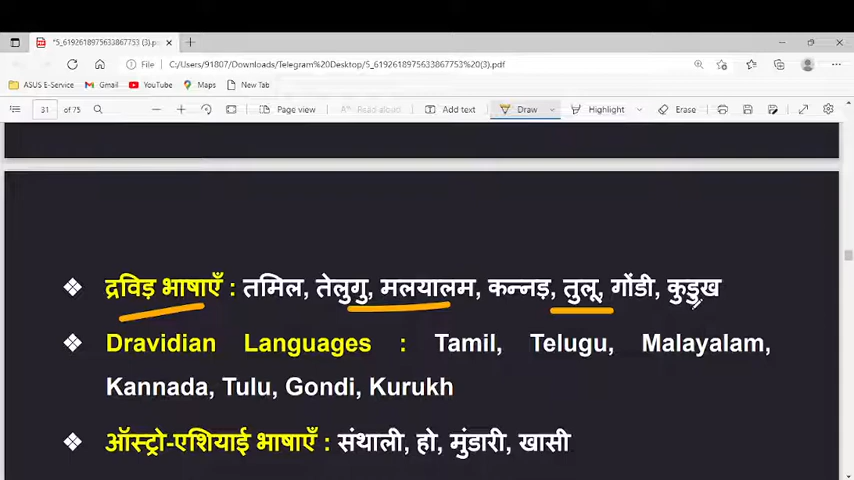 5_6192618975633867753 (3).p
File | C:/Users/91807/Downloads/Telegram%20Desktop/5_6192618975633867753%20(3).pdf
ASUS E-Service Gmail YouTube Maps New Tab
31 of 75 Page view Read aloud Add text Draw Highlight Erase
❖ द्रविड़ भाषाएँ : तमिल, तेलुगु, मलयालम, कन्नड़, तुलू, गोंडी, कुडुख
❖ Dravidian Languages : Tamil, Telugu, Malayalam,
Kannada, Tulu, Gondi, Kurukh
❖ ऑस्ट्रो-एशियाई भाषाएँ : संथाली, हो, मुंडारी, खासी